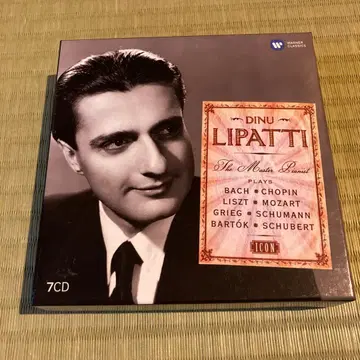 WARNER
CLASSICS
DINU
LIPATTI
The Master Pianist
PLAYS
BACH • CHOPIN
LISZT • MOZART
GRIEG • SCHUMANN
BARTÓK • SCHUBERT
ICON
7CD